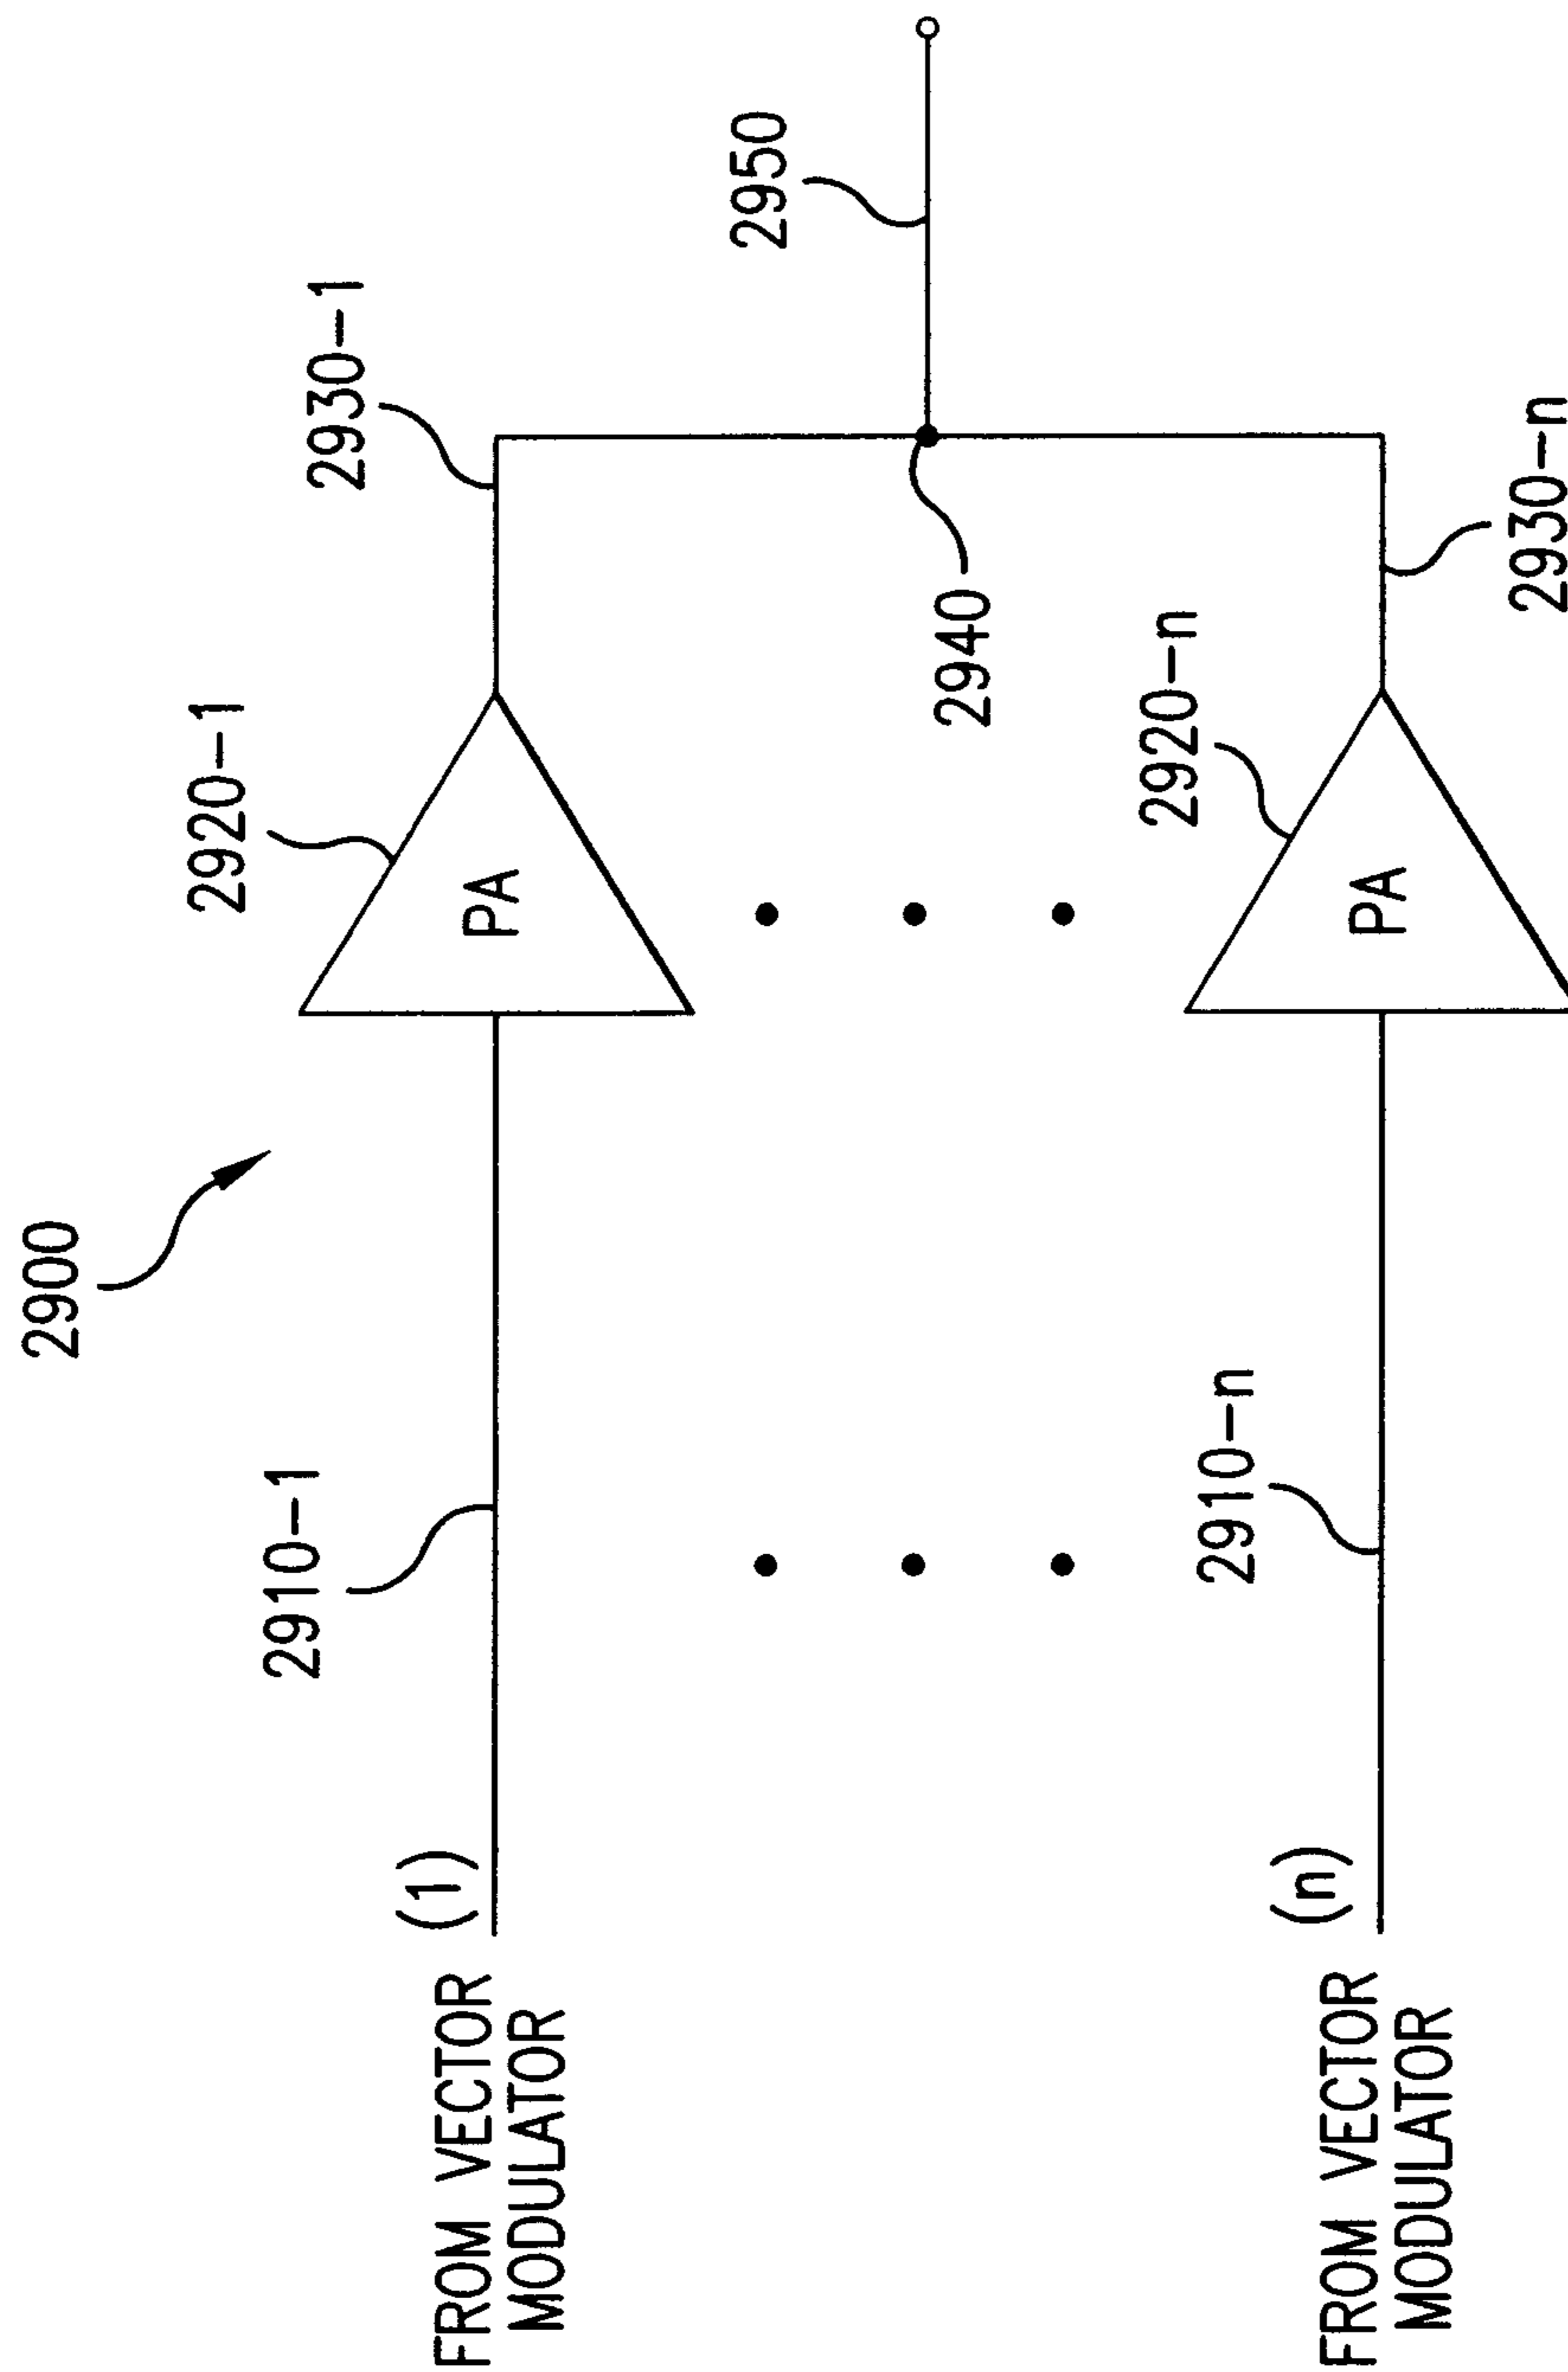 2900
2910-1
2920-1
2930-1
(1)
FROM VECTOR
MODULATOR
PA
2950
2940
2910-n
2920-n
2930-n
(n)
FROM VECTOR
MODULATOR
PA